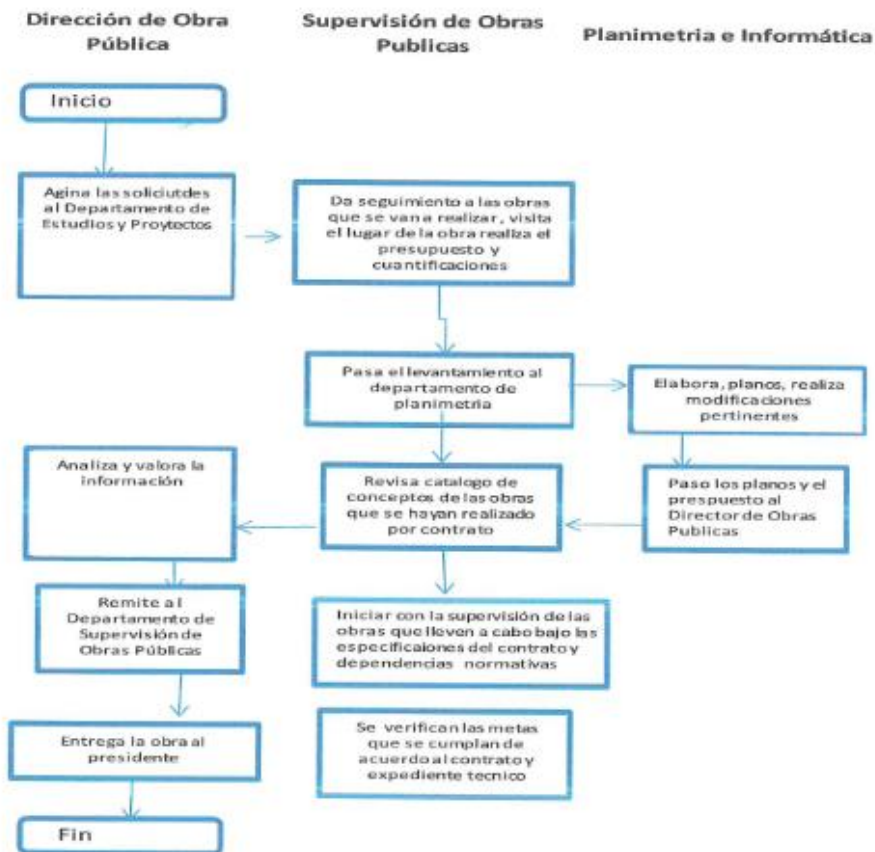 Dirección de Obra
Pública
Supervisión de Obras
Publicas
Planimetria e Informática
Inicio
Agina las soliciutdes
al Departamento de
Estudios y Proytectos
Da seguimiento a las obras
que se van a realizar, visita
el lugar de la obra realiza el
presupuesto y
cuantificaciones
Pasa el levantamiento al
departamento de
planimetria
Elabora, planos, realiza
modificaciones
pertinentes
Analiza y valora la
información
Revisa catalogo de
conceptos de las obras
que se hayan realizado
por contrato
Paso los planos y el
prespuesto al
Director de Obras
Publicas
Remite al
Departamento de
Supervisión de
Obras Públicas
Iniciar con la supervisión de las
obras que lleven a cabo bajo las
especificaiones del contrato y
dependencias normativas
Entrega la obra al
presidente
Se verifican las metas
que se cumplan de
acuerdo al contrato y
expediente tecnico
Fin